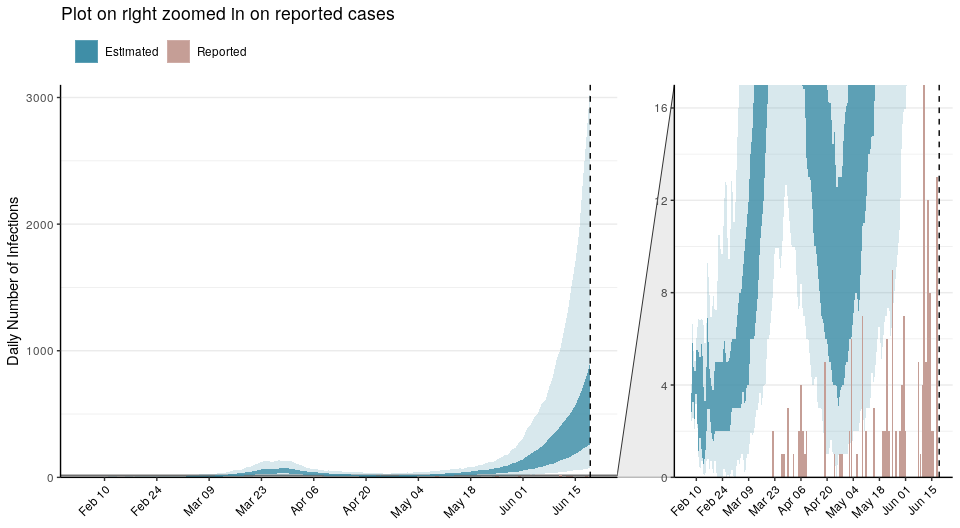 Plot on right zoomed in on reported cases
Estimated Reported
Daily Number of Infections
3000
2000
1000
0
Feb 10 Feb 24 Mar 09 Mar 23 Apr 06 Apr 20 May 04 May 18 Jun 01 Jun 15
16
12
8
4
0
Feb 10 Feb 24 Mar 09 Mar 23 Apr 06 Apr 20 May 04 May 18 Jun 01 Jun 15